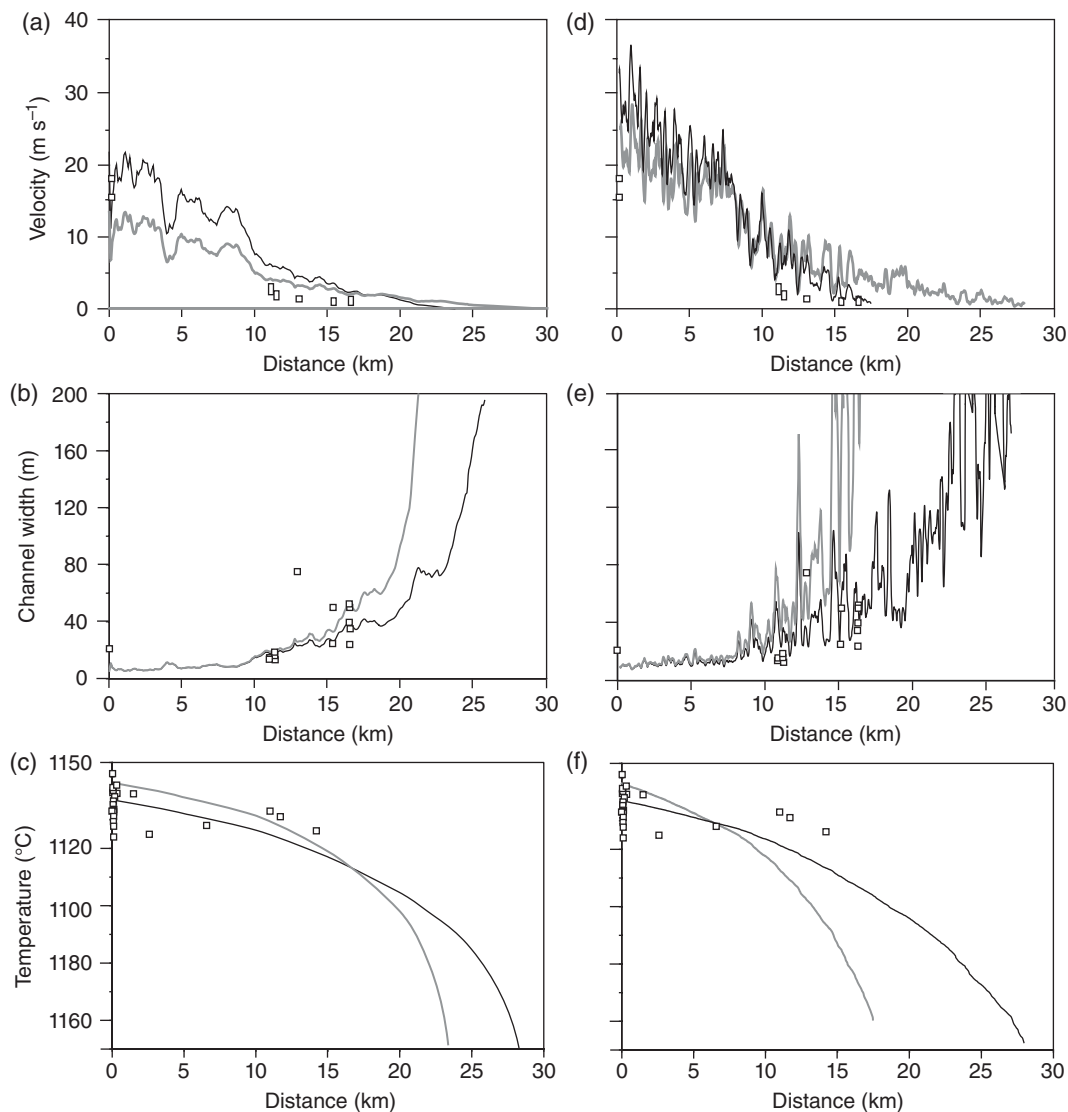 (a)
40
30
20
10
0
Velocity (m s⁻¹)
0 5 10 15 20 25 30
Distance (km)
(d)
0 5 10 15 20 25 30
Distance (km)
(b)
200
160
120
80
40
0
Channel width (m)
0 5 10 15 20 25 30
Distance (km)
(e)
0 5 10 15 20 25 30
Distance (km)
(c)
1150
1120
1100
1180
1160
Temperature (°C)
0 5 10 15 20 25 30
Distance (km)
(f)
0 5 10 15 20 25 30
Distance (km)